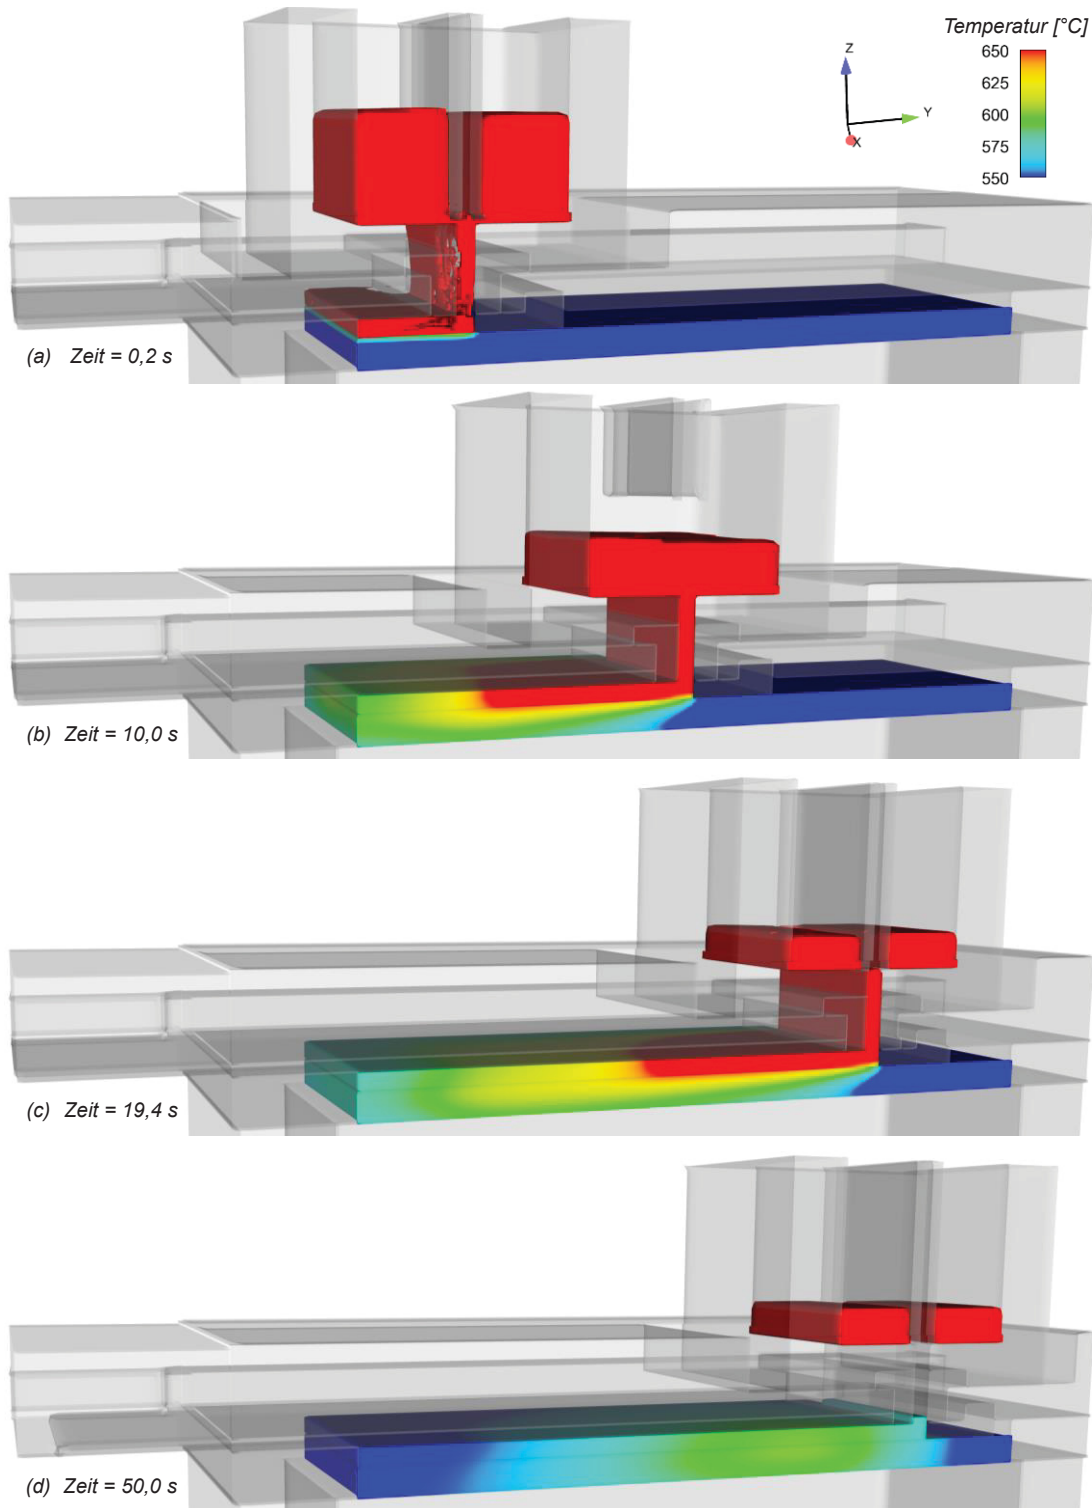 Temperatur [°C]
650
625
600
575
550
Z
Y
X
(a) Zeit = 0,2 s
(b) Zeit = 10,0 s
(c) Zeit = 19,4 s
(d) Zeit = 50,0 s